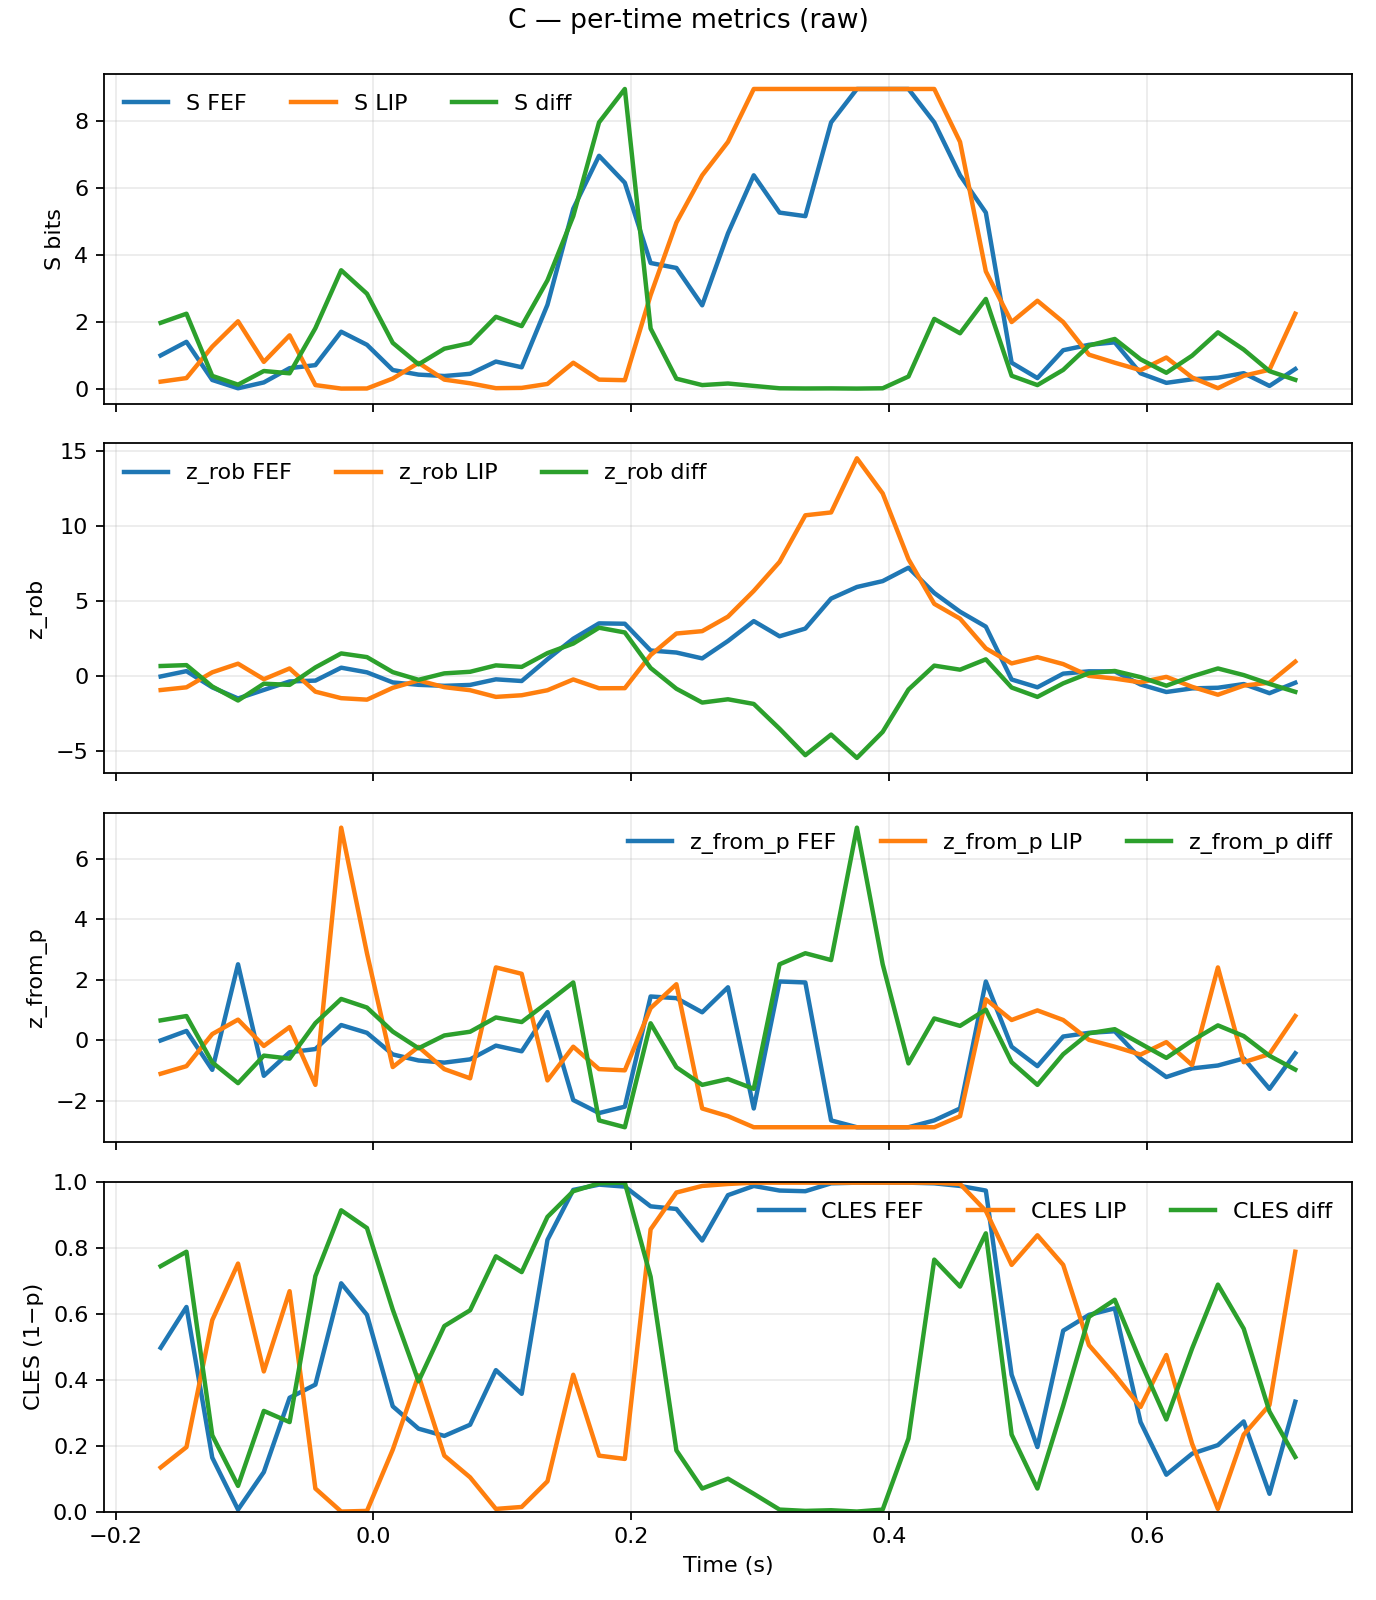 C — per-time metrics (raw)
S FEF S LIP S diff
8
6
4
2
0
S bits
z_rob FEF z_rob LIP z_rob diff
15
10
5
0
−5
z_rob
z_from_p FEF z_from_p LIP z_from_p diff
6
4
2
0
−2
z_from_p
CLES FEF CLES LIP CLES diff
1.0
0.8
0.6
0.4
0.2
0.0
CLES (1−p)
−0.2 0.0 0.2 0.4 0.6
Time (s)